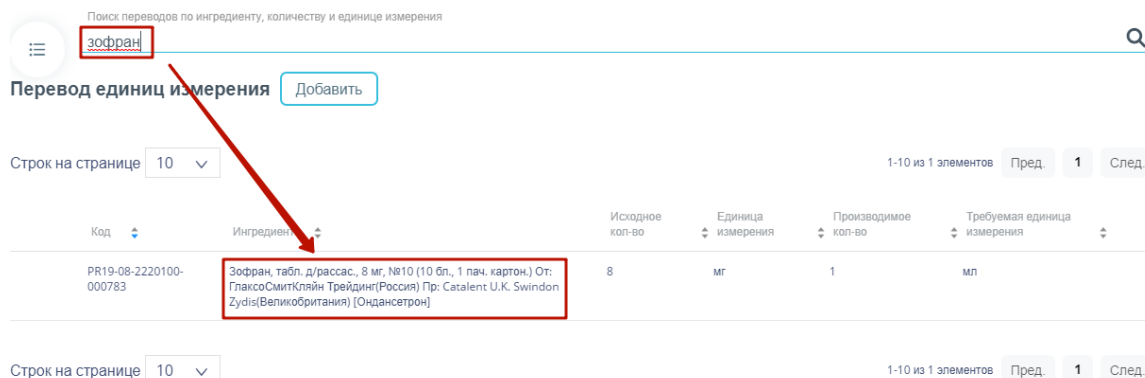 Поиск переводов по ингредиенту, количеству и единице измерения
зофран
Перевод единиц измерения Добавить
Строк на странице 10 1-10 из 1 элементов Пред. 1 След.
Код Ингредиент Исходное кол-во Единица измерения Производимое кол-во Требуемая единица измерения
PR19-08-2220100-000783 Зофран, табл. д/рассас., 8 мг, №10 (10 бл., 1 пач. картон.) От: 8 мг 1 мл
ГлаксоСмитКляйн Трейдинг(Россия) Пр: Catalent U.K. Swindon
Zydis(Великобритания) [Ондансетрон]
Строк на странице 10 1-10 из 1 элементов Пред. 1 След.